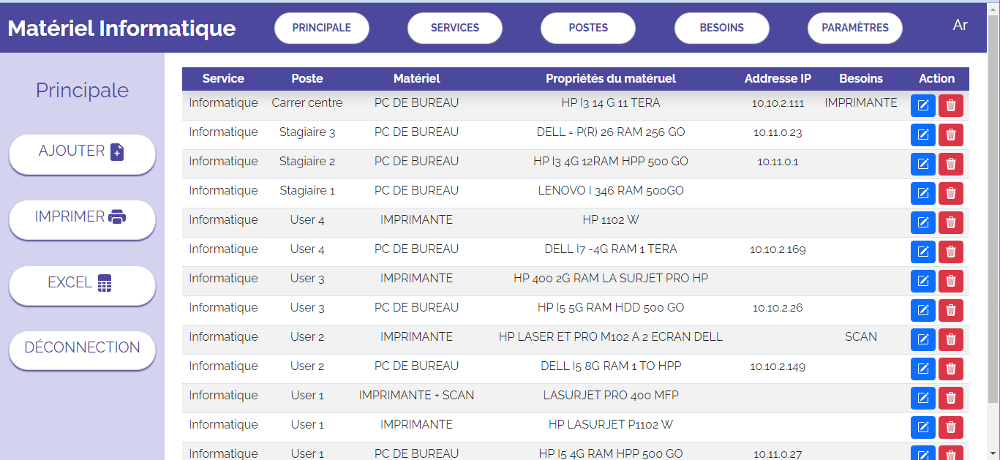 Matériel Informatique PRINCIPALE SERVICES POSTES BESOINS PARAMÈTRES Ar
Principale
AJOUTER
IMPRIMER
EXCEL
DÉCONNECTION
Service Poste Matériel Propriétés du matéruel Addresse IP Besoins Action
Informatique Carrer centre PC DE BUREAU HP I3 14 G 11 TERA 10.10.2.111 IMPRIMANTE
Informatique Stagiaire 3 PC DE BUREAU DELL = P(R) 26 RAM 256 GO 10.11.0.23
Informatique Stagiaire 2 PC DE BUREAU HP I3 4G 12RAM HPP 500 GO 10.11.0.1
Informatique Stagiaire 1 PC DE BUREAU LENOVO I 346 RAM 500GO
Informatique User 4 IMPRIMANTE HP 1102 W
Informatique User 4 PC DE BUREAU DELL I7 -4G RAM 1 TERA 10.10.2.169
Informatique User 3 IMPRIMANTE HP 400 2G RAM LA SURJET PRO HP
Informatique User 3 PC DE BUREAU HP I5 5G RAM HDD 500 GO 10.10.2.26
Informatique User 2 IMPRIMANTE HP LASER ET PRO M102 A 2 ECRAN DELL SCAN
Informatique User 2 PC DE BUREAU DELL I5 8G RAM 1 TO HPP 10.10.2.149
Informatique User 1 IMPRIMANTE + SCAN LASURJET PRO 400 MFP
Informatique User 1 IMPRIMANTE HP LASURJET P1102 W
Informatique User 1 PC DE BUREAU HP I5 4G RAM HPP 500 GO 10.11.0.27